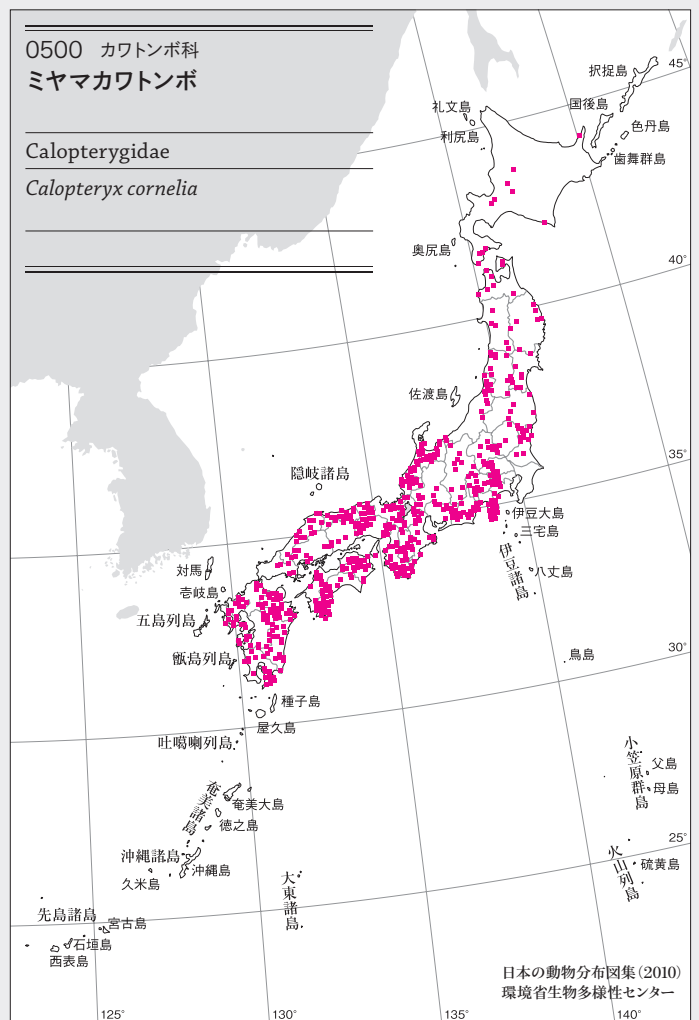 0500 カワトンボ科
ミヤマカワトンボ
Calopterygidae
Calopteryx cornelia
択捉島
45°
礼文島
国後島
利尻島
色丹島
歯舞群島
奥尻島
40°
佐渡島
35°
隠岐諸島
伊豆大島
三宅島
伊豆諸島
八丈島
対馬
壱岐島
五島列島
甑島列島
鳥島
30°
種子島
屋久島
吐噶喇列島
小笠原群島
父島
母島
奄美諸島
奄美大島
徳之島
25°
沖縄諸島
沖縄島
久米島
火山列島
硫黄島
大東諸島
先島諸島
宮古島
石垣島
西表島
日本の動物分布図集(2010)
環境省生物多様性センター
125°
130°
135°
140°